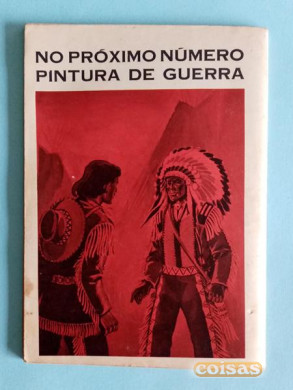 NO PRÓXIMO NÚMERO
PINTURA DE GUERRA
coisas